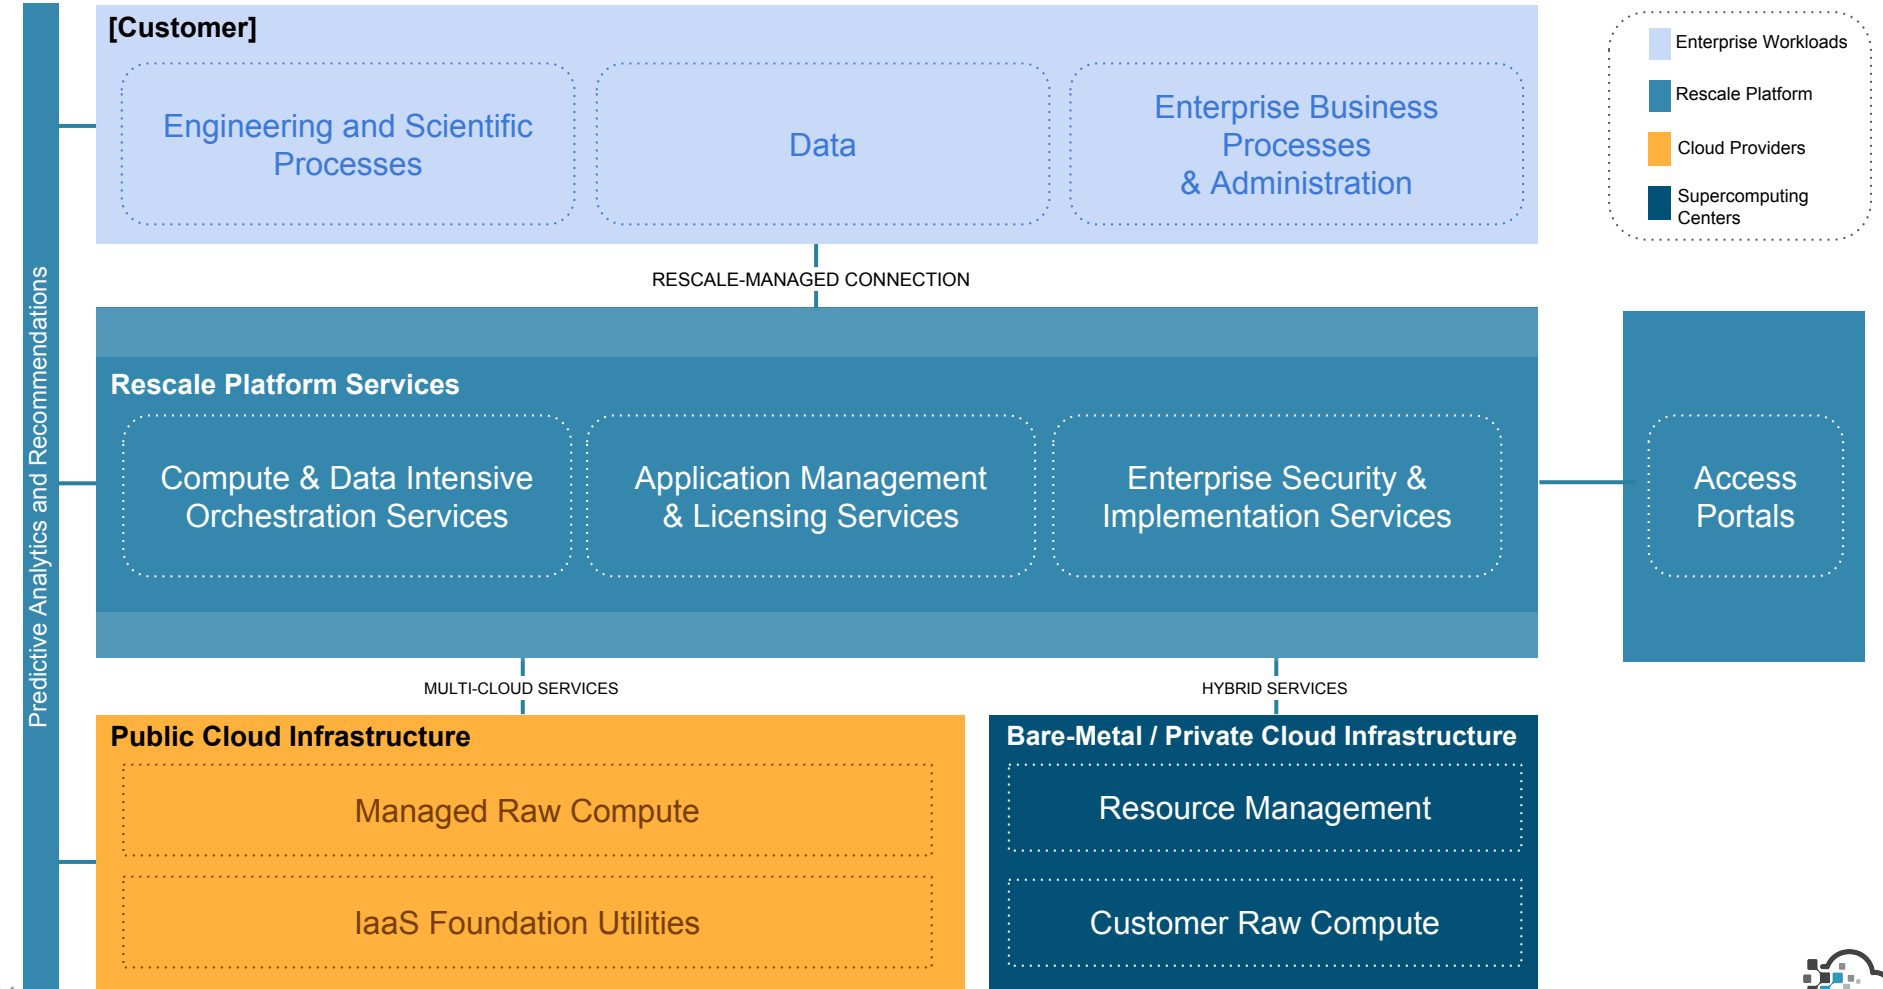 [Customer]
Engineering and Scientific
Processes
Data
Enterprise Business
Processes
& Administration
Enterprise Workloads
Rescale Platform
Cloud Providers
Supercomputing
Centers
RESCALE-MANAGED CONNECTION
Predictive Analytics and Recommendations
Rescale Platform Services
Compute & Data Intensive
Orchestration Services
Application Management
& Licensing Services
Enterprise Security &
Implementation Services
Access
Portals
MULTI-CLOUD SERVICES
HYBRID SERVICES
Public Cloud Infrastructure
Managed Raw Compute
IaaS Foundation Utilities
Bare-Metal / Private Cloud Infrastructure
Resource Management
Customer Raw Compute